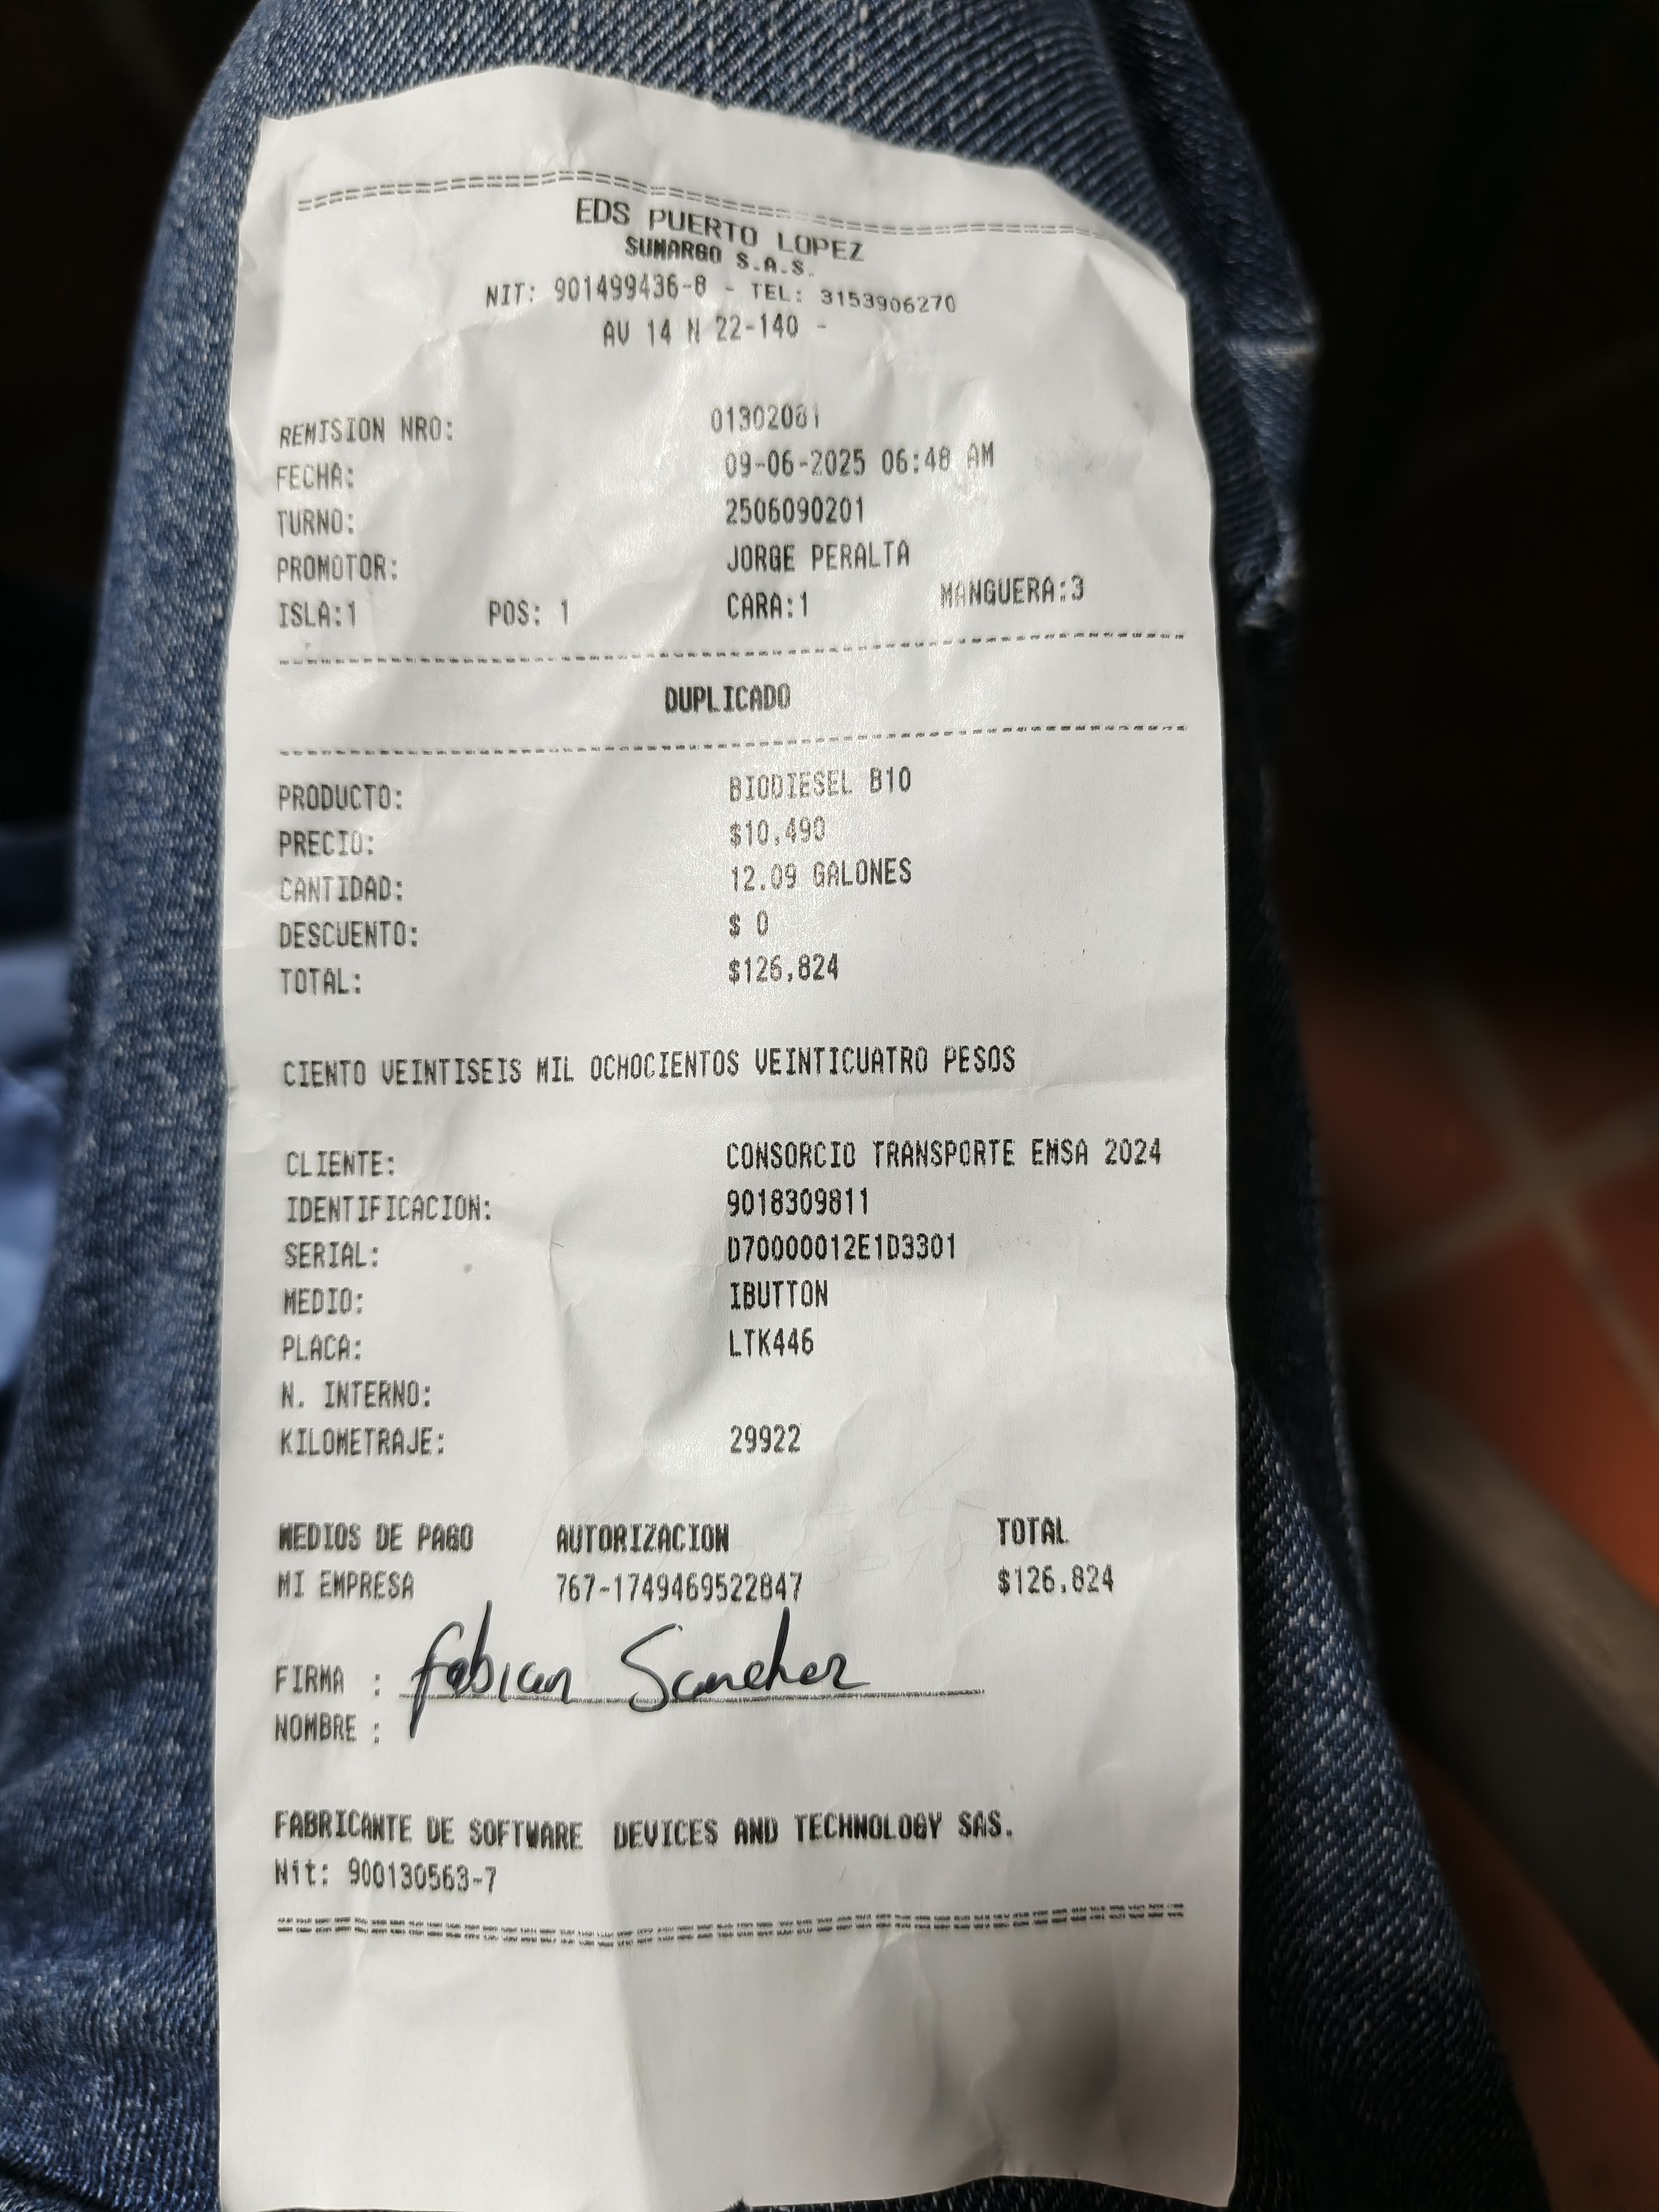 EDS PUERTO LOPEZ
SUMARGO S.A.S.
NIT: 901499436-8 - TEL: 3153906270
AV 14 N 22-140 -
REMISION NRO: 01302081
FECHA: 09-06-2025 06:48 AM
TURNO: 2506090201
PROMOTOR: JORGE PERALTA
ISLA:1 POS: 1 CARA:1 MANGUERA:3
DUPLICADO
PRODUCTO: BIODIESEL B10
PRECIO: $10,490
CANTIDAD: 12.09 GALONES
DESCUENTO: $ 0
TOTAL: $126,824
CIENTO VEINTISEIS MIL OCHOCIENTOS VEINTICUATRO PESOS
CLIENTE: CONSORCIO TRANSPORTE EMSA 2024
IDENTIFICACION: 9018309811
SERIAL: D70000012E1D3301
MEDIO: IBUTTON
PLACA: LTK446
N. INTERNO:
KILOMETRAJE: 29922
MEDIOS DE PAGO AUTORIZACION TOTAL
MI EMPRESA 767-1749469522847 $126,824
FIRMA : fabian Sanchez
NOMBRE :
FABRICANTE DE SOFTWARE DEVICES AND TECHNOLOGY SAS.
Nit: 900130563-7